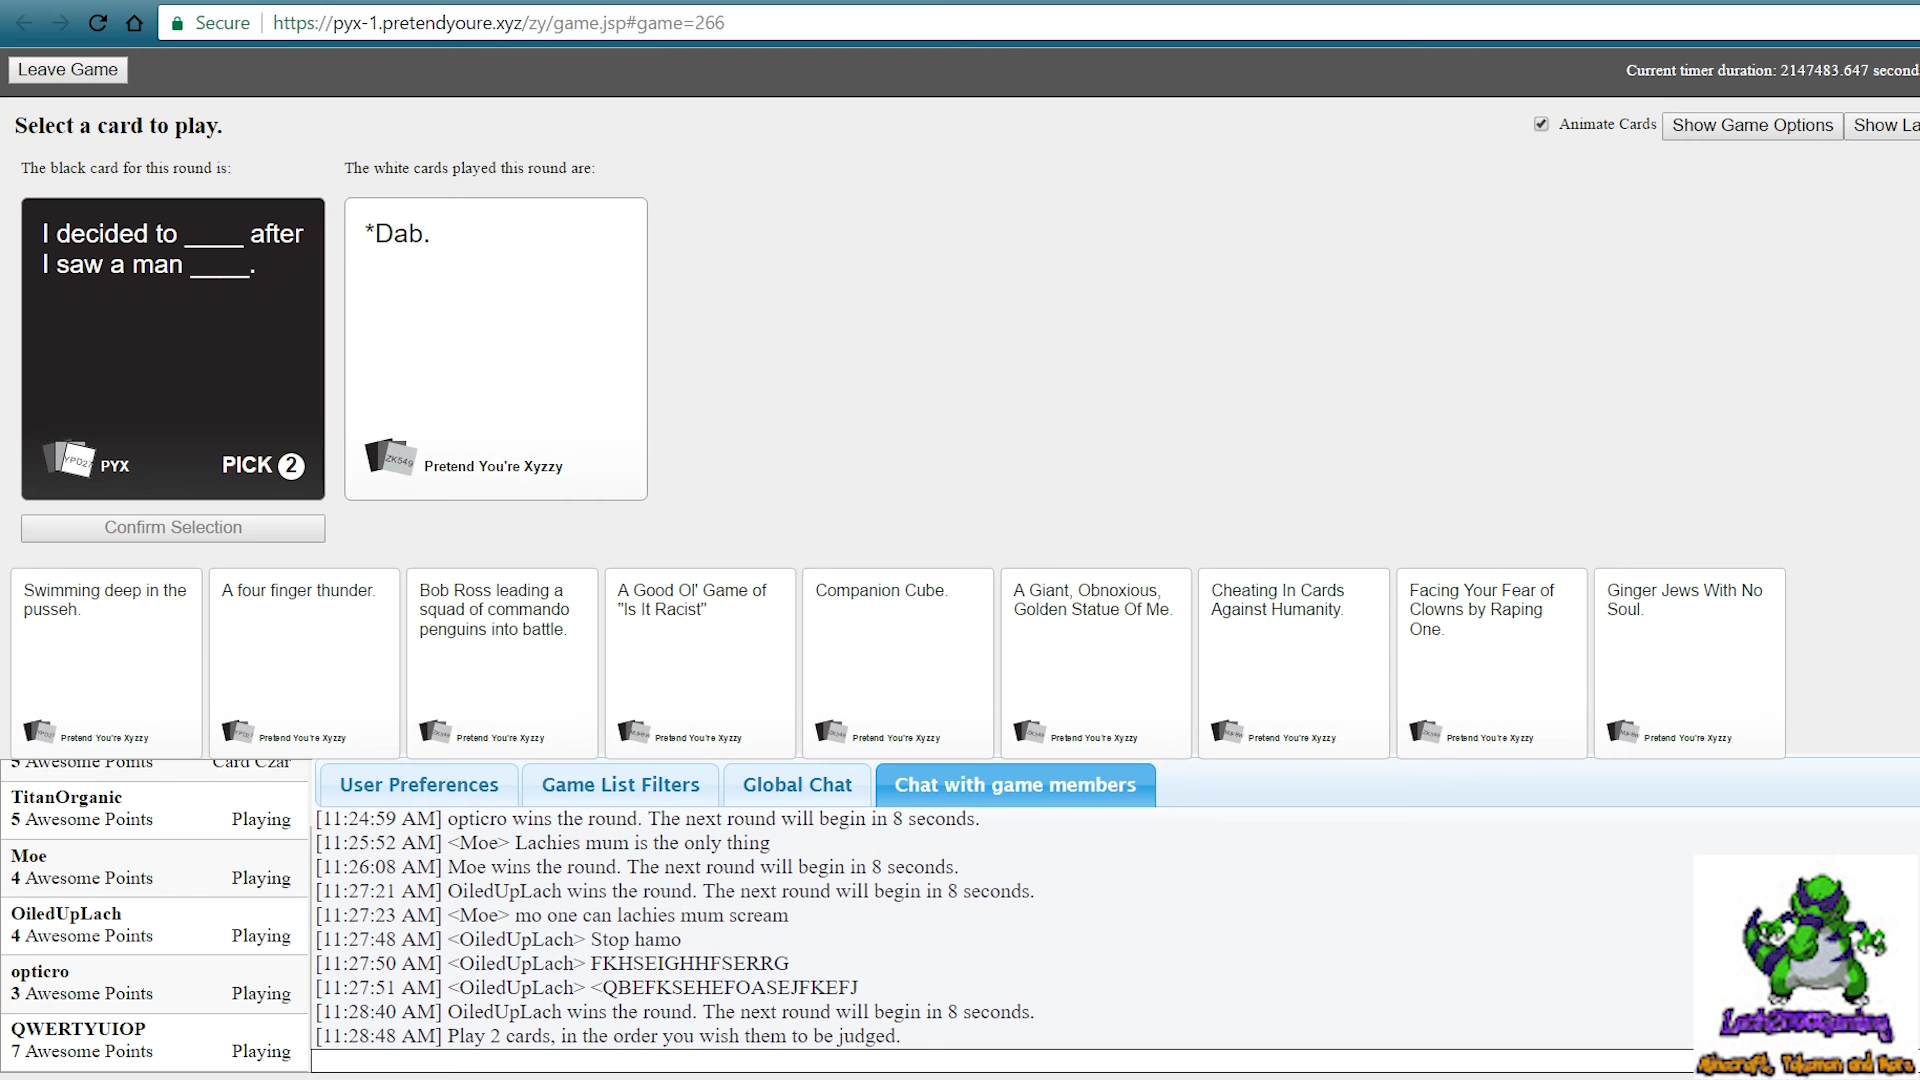 Secure https://pyx-1.pretendyoure.xyz/zy/game.jsp#game=266
Leave Game
Current timer duration: 2147483.647 second
Select a card to play.
Animate Cards
Show Game Options
Show La
The black card for this round is:
The white cards played this round are:
I decided to ____ after
I saw a man ____.
PYX
PICK 2
*Dab.
ZK549
Pretend You're Xyzzy
Confirm Selection
Swimming deep in the
pusseh.
Pretend You're Xyzzy
A four finger thunder.
Pretend You're Xyzzy
Bob Ross leading a
squad of commando
penguins into battle.
Pretend You're Xyzzy
A Good Ol' Game of
"Is It Racist"
Pretend You're Xyzzy
Companion Cube.
Pretend You're Xyzzy
A Giant, Obnoxious,
Golden Statue Of Me.
Pretend You're Xyzzy
Cheating In Cards
Against Humanity.
Pretend You're Xyzzy
Facing Your Fear of
Clowns by Raping
One.
Pretend You're Xyzzy
Ginger Jews With No
Soul.
Pretend You're Xyzzy
5 Awesome Points Card Czar
TitanOrganic
5 Awesome Points Playing
Moe
4 Awesome Points Playing
OiledUpLach
4 Awesome Points Playing
opticro
3 Awesome Points Playing
QWERTYUIOP
7 Awesome Points Playing
User Preferences
Game List Filters
Global Chat
Chat with game members
[11:24:59 AM] opticro wins the round. The next round will begin in 8 seconds.
[11:25:52 AM] <Moe> Lachies mum is the only thing
[11:26:08 AM] Moe wins the round. The next round will begin in 8 seconds.
[11:27:21 AM] OiledUpLach wins the round. The next round will begin in 8 seconds.
[11:27:23 AM] <Moe> mo one can lachies mum scream
[11:27:48 AM] <OiledUpLach> Stop hamo
[11:27:50 AM] <OiledUpLach> FKHSEIGHHFSERRG
[11:27:51 AM] <OiledUpLach> <QBEFKSEHEFOASEJFKEFJ
[11:28:40 AM] OiledUpLach wins the round. The next round will begin in 8 seconds.
[11:28:48 AM] Play 2 cards, in the order you wish them to be judged.
Minecraft, Pokemon and More